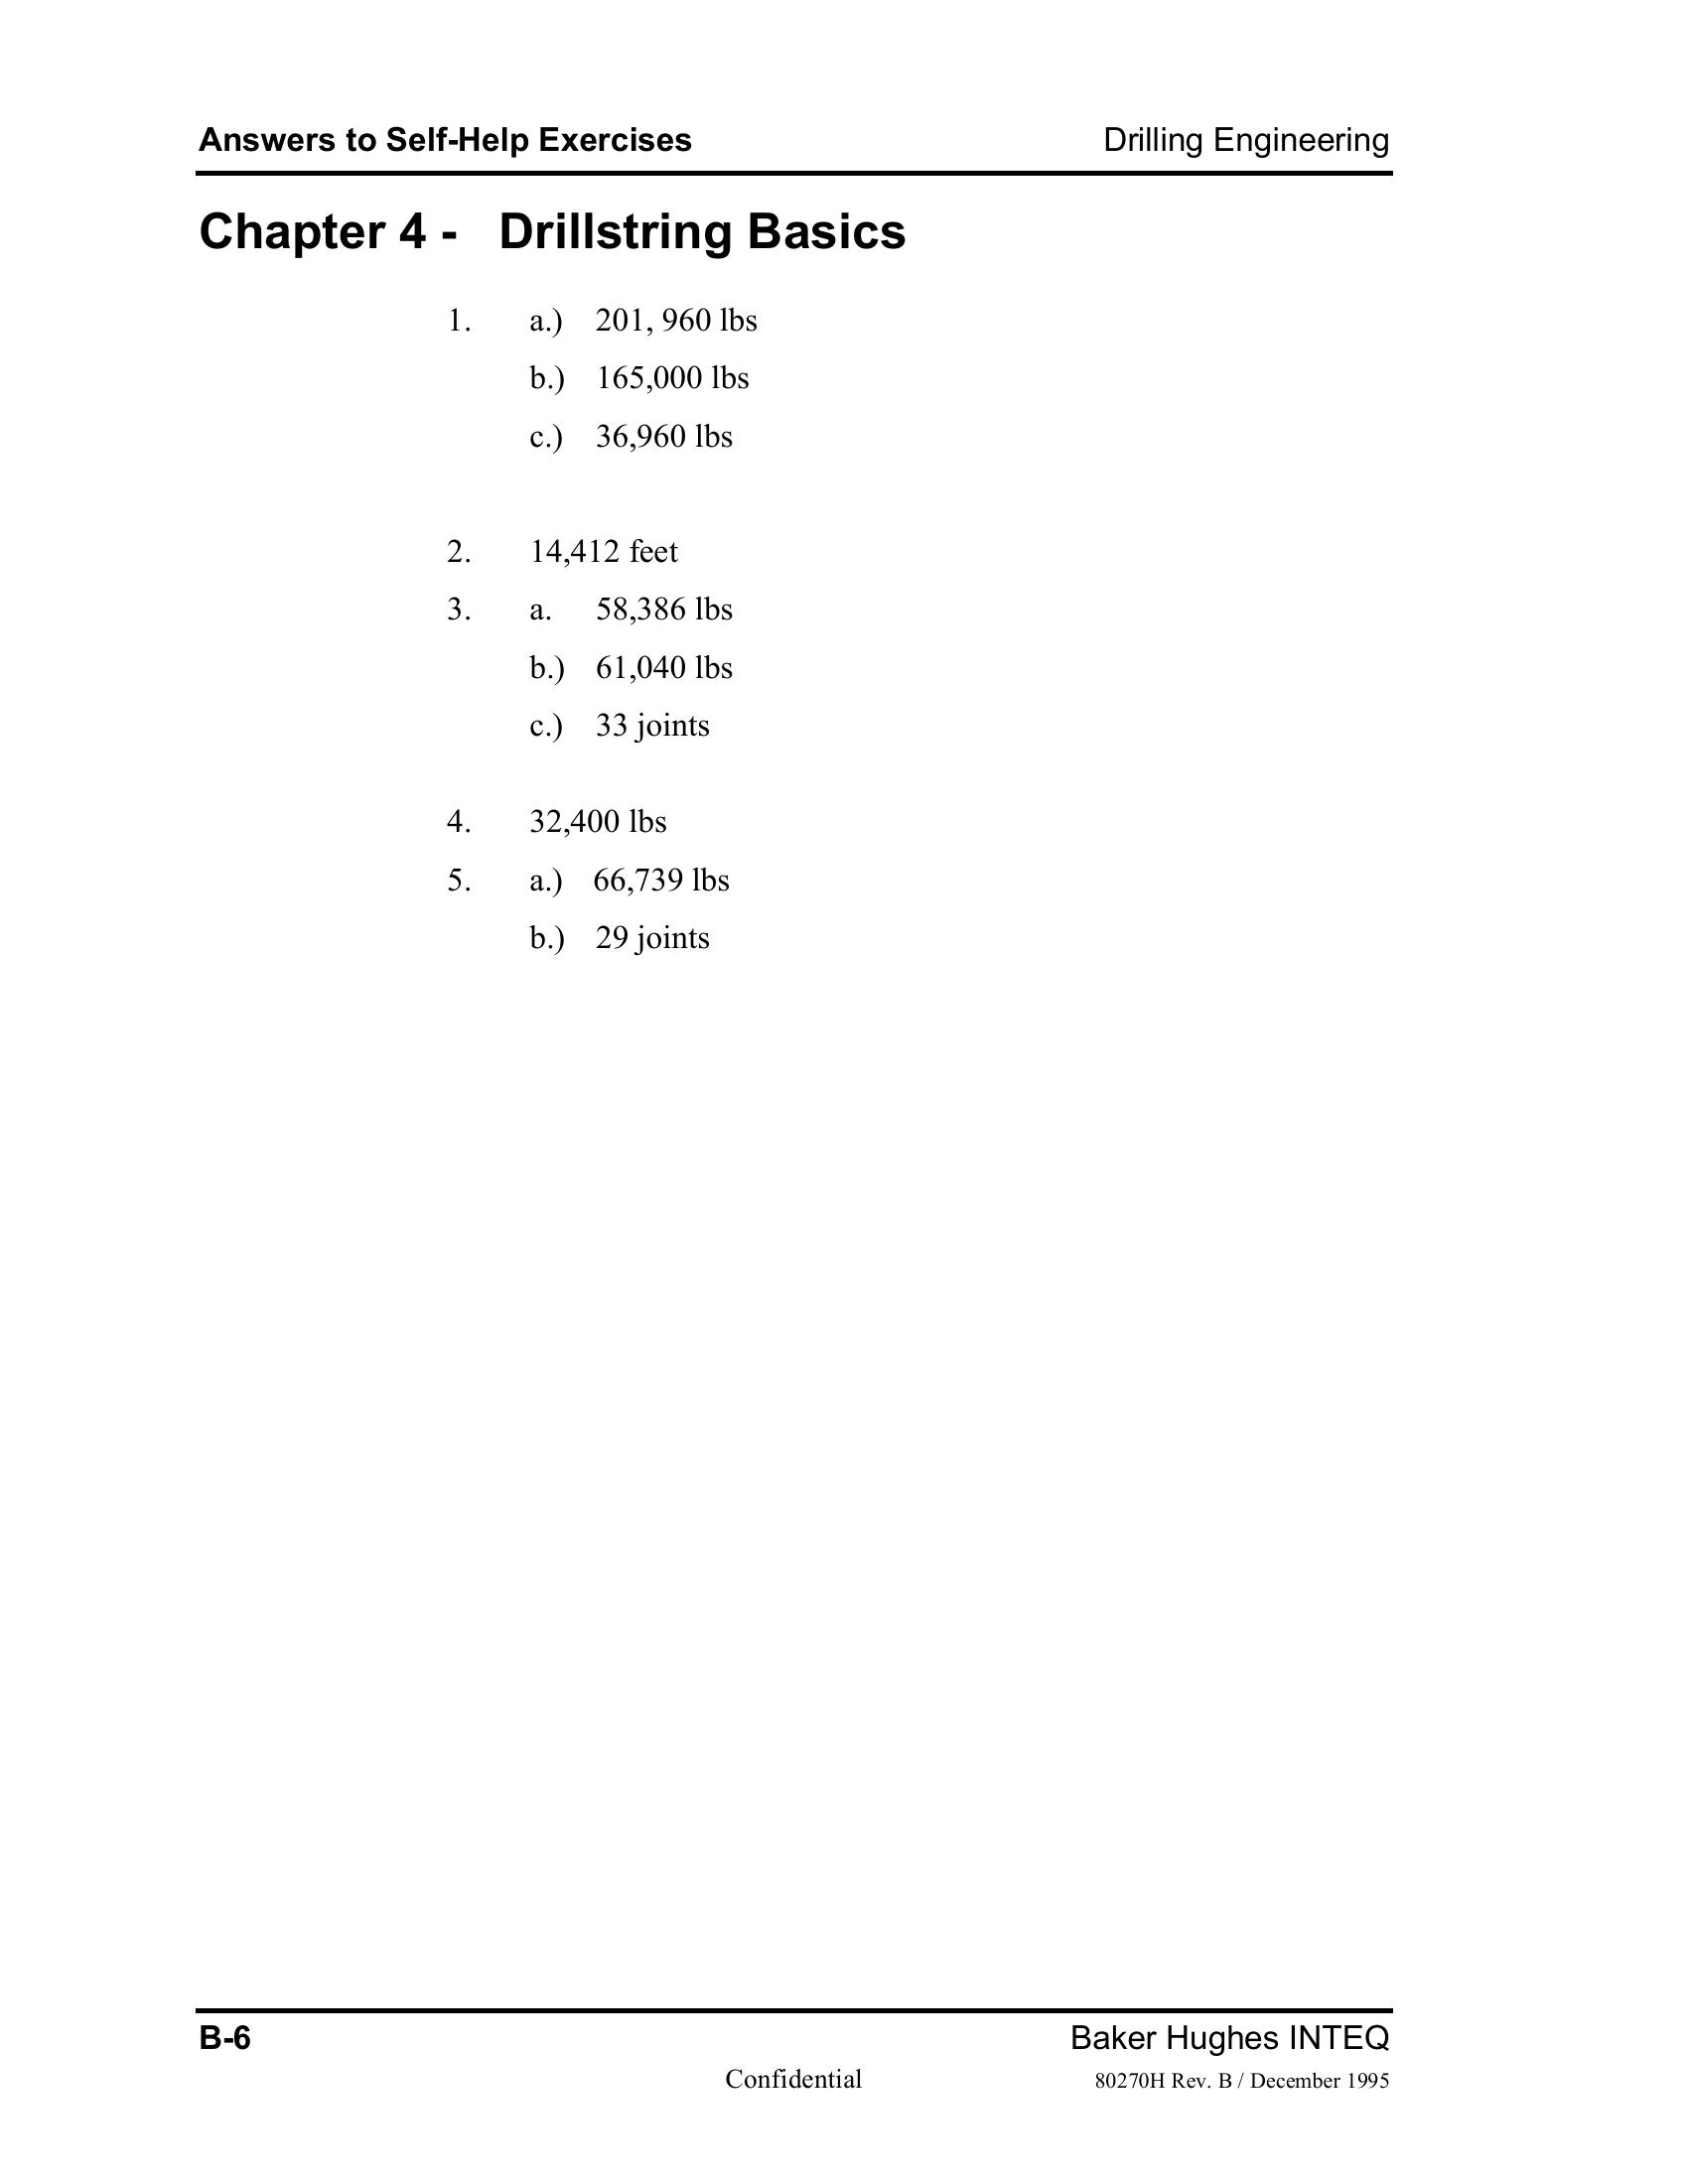 Answers to Self-Help Exercises Drilling Engineering
Chapter 4 - Drillstring Basics
1. a.) 201, 960 lbs
b.) 165,000 lbs
c.) 36,960 lbs
2. 14,412 feet
3. a. 58,386 lbs
b.) 61,040 lbs
c.) 33 joints
4. 32,400 lbs
5. a.) 66,739 lbs
b.) 29 joints
B-6 Baker Hughes INTEQ
Confidential 80270H Rev. B / December 1995